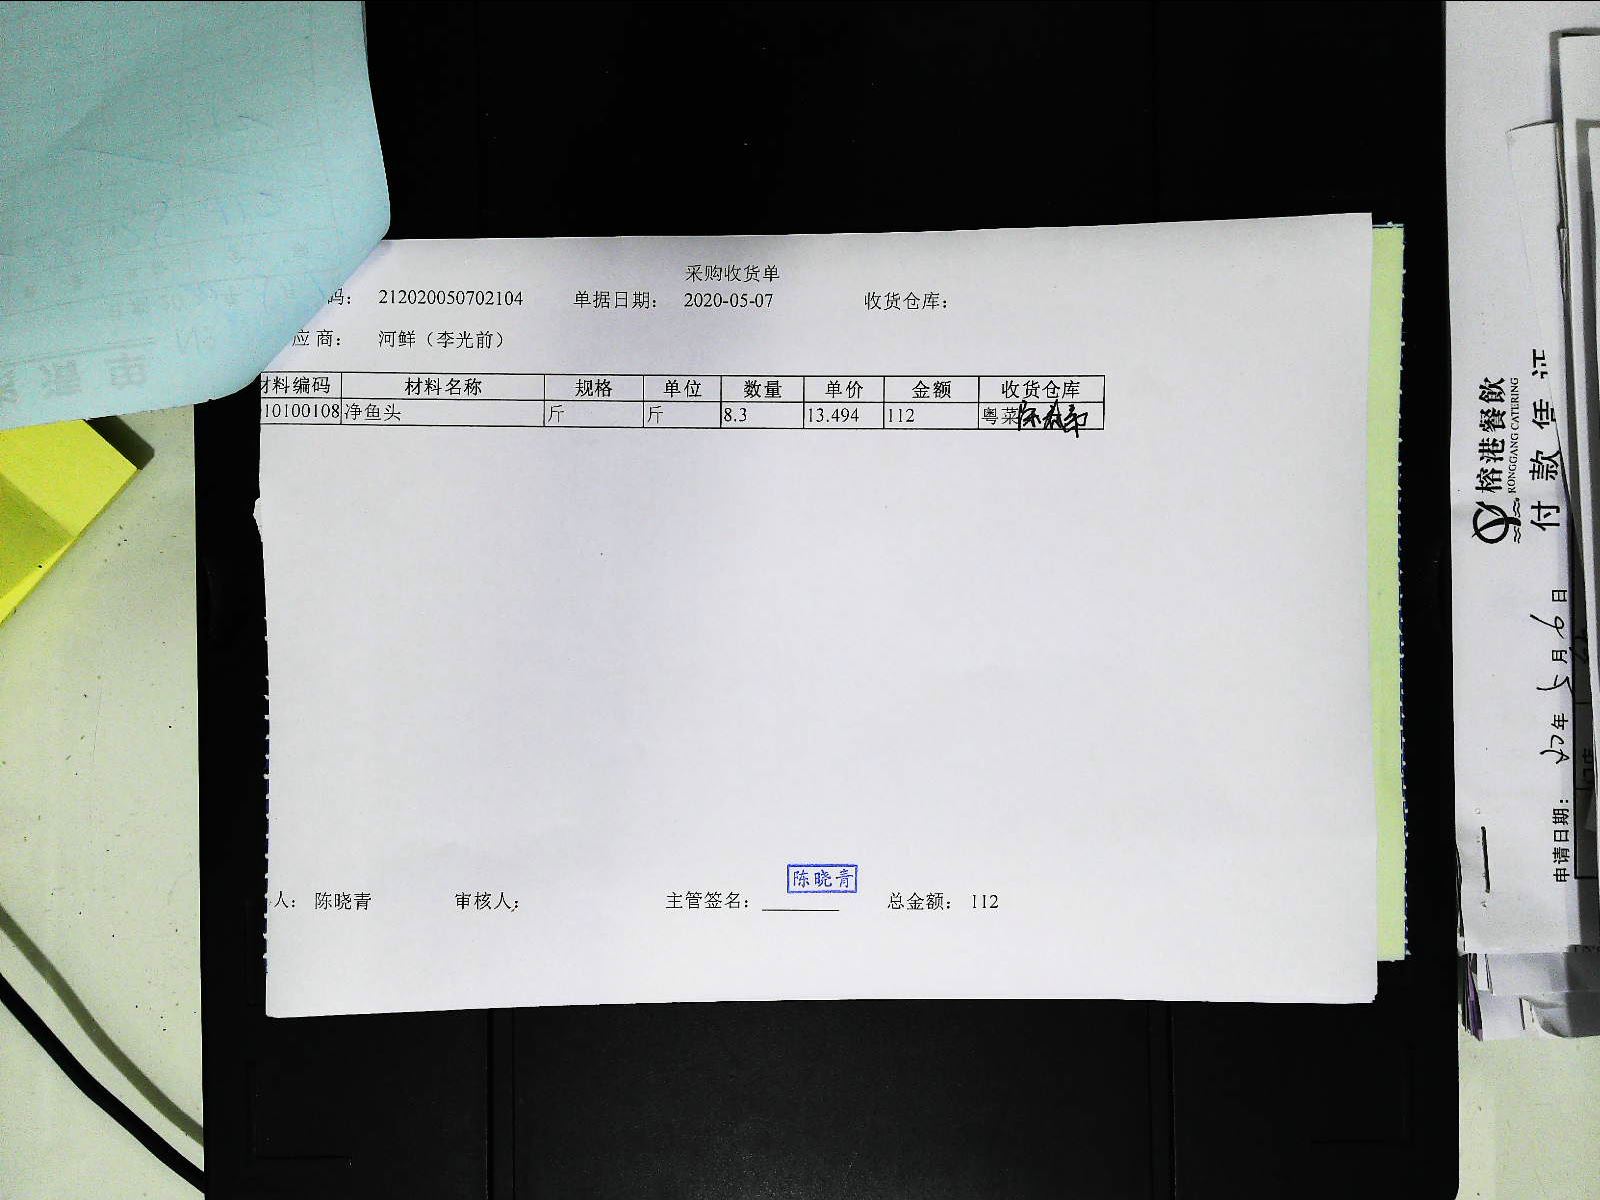 采购收货单
码： 212020050702104 单据日期： 2020-05-07 收货仓库：
应商： 河鲜（李光前）
材料编码 材料名称 规格 单位 数量 单价 金额 收货仓库
10100108 净鱼头 斤 斤 8.3 13.494 112 粤菜
陈晓青
人： 陈晓青 审核人： 主管签名： 总金额： 112
榕港餐飲
RONGGANG CATERING
付款凭证
申请日期： 年5月6日